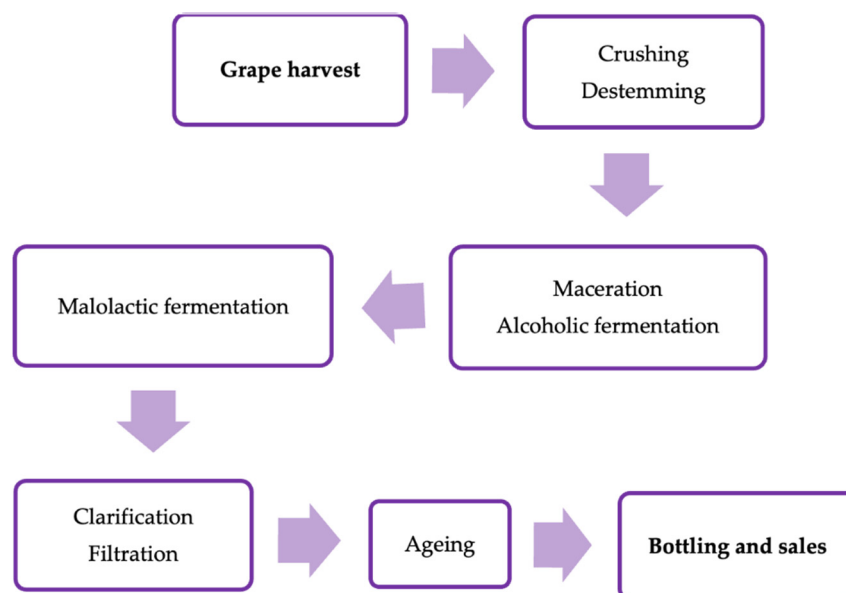 Grape harvest
Crushing
Destemming
Maceration
Alcoholic fermentation
Malolactic fermentation
Clarification
Filtration
Ageing
Bottling and sales